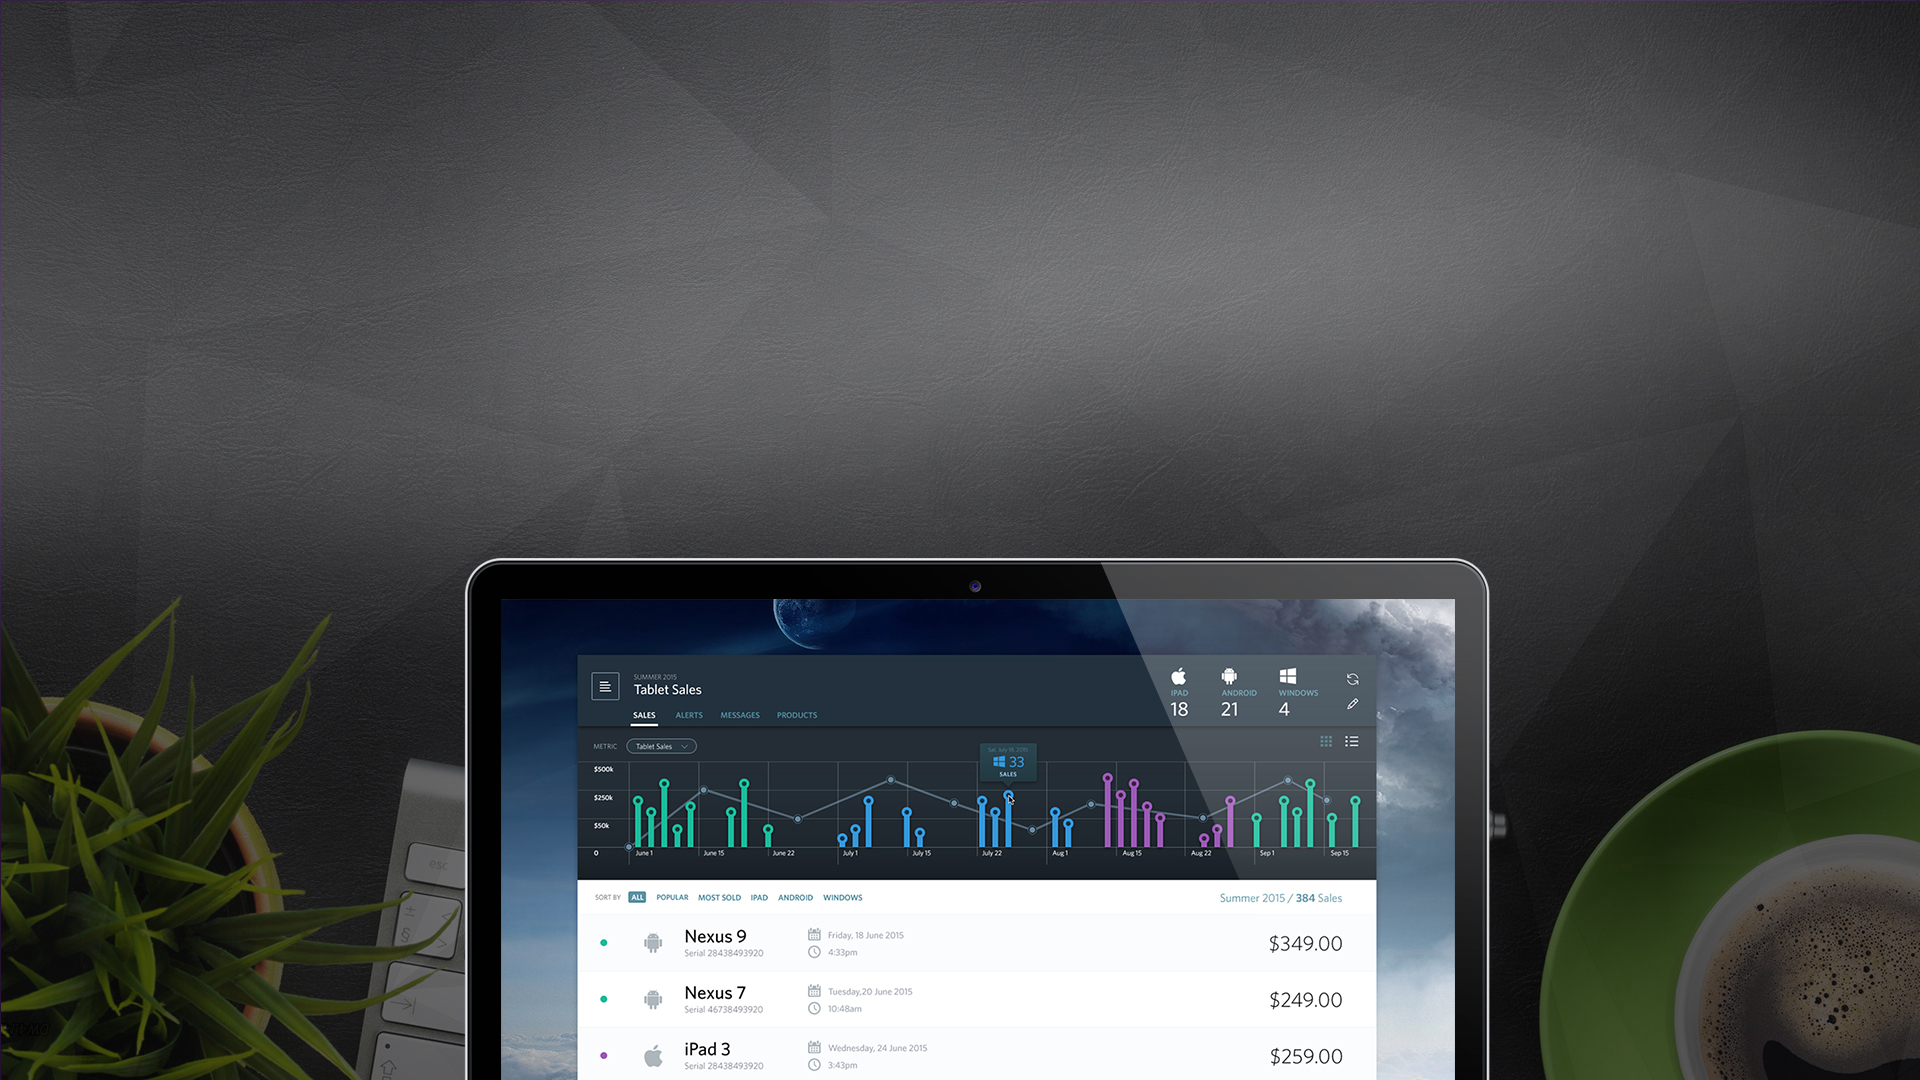 SUMMER 2015
Tablet Sales
SALES ALERTS MESSAGES PRODUCTS
IPAD ANDROID WINDOWS
18 21 4
METRIC Tablet Sales
Sat, July 18, 2015
33
SALES
$500k
$250k
$50k
0
June 1 June 15 June 22 July 1 July 15 July 22 Aug 1 Aug 15 Aug 22 Sep 1 Sep 15
SORT BY ALL POPULAR MOST SOLD IPAD ANDROID WINDOWS Summer 2015 / 384 Sales
Nexus 9 Friday, 18 June 2015 $349.00
Serial 28438493920 4:33pm
Nexus 7 Tuesday,20 June 2015 $249.00
Serial 46738493920 10:48am
iPad 3 Wednesday, 24 June 2015 $259.00
Serial 28438493920 3:43pm
esc
±
§